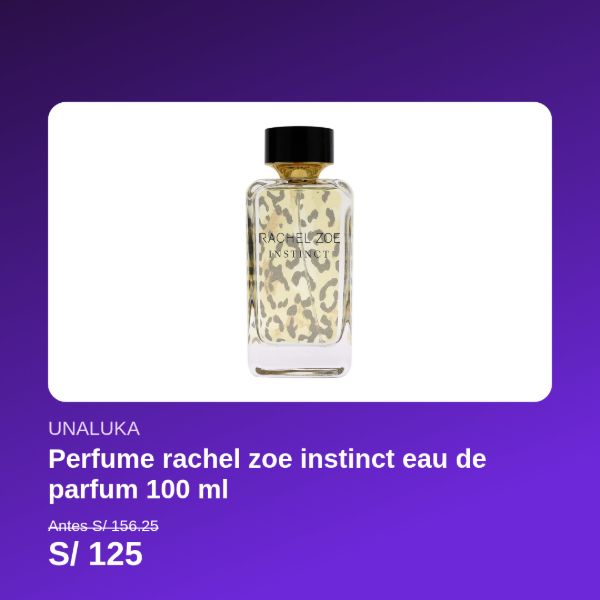 RACHEL ZOE
INSTINCT
UNALUKA
Perfume rachel zoe instinct eau de
parfum 100 ml
Antes S/ 156.25
S/ 125